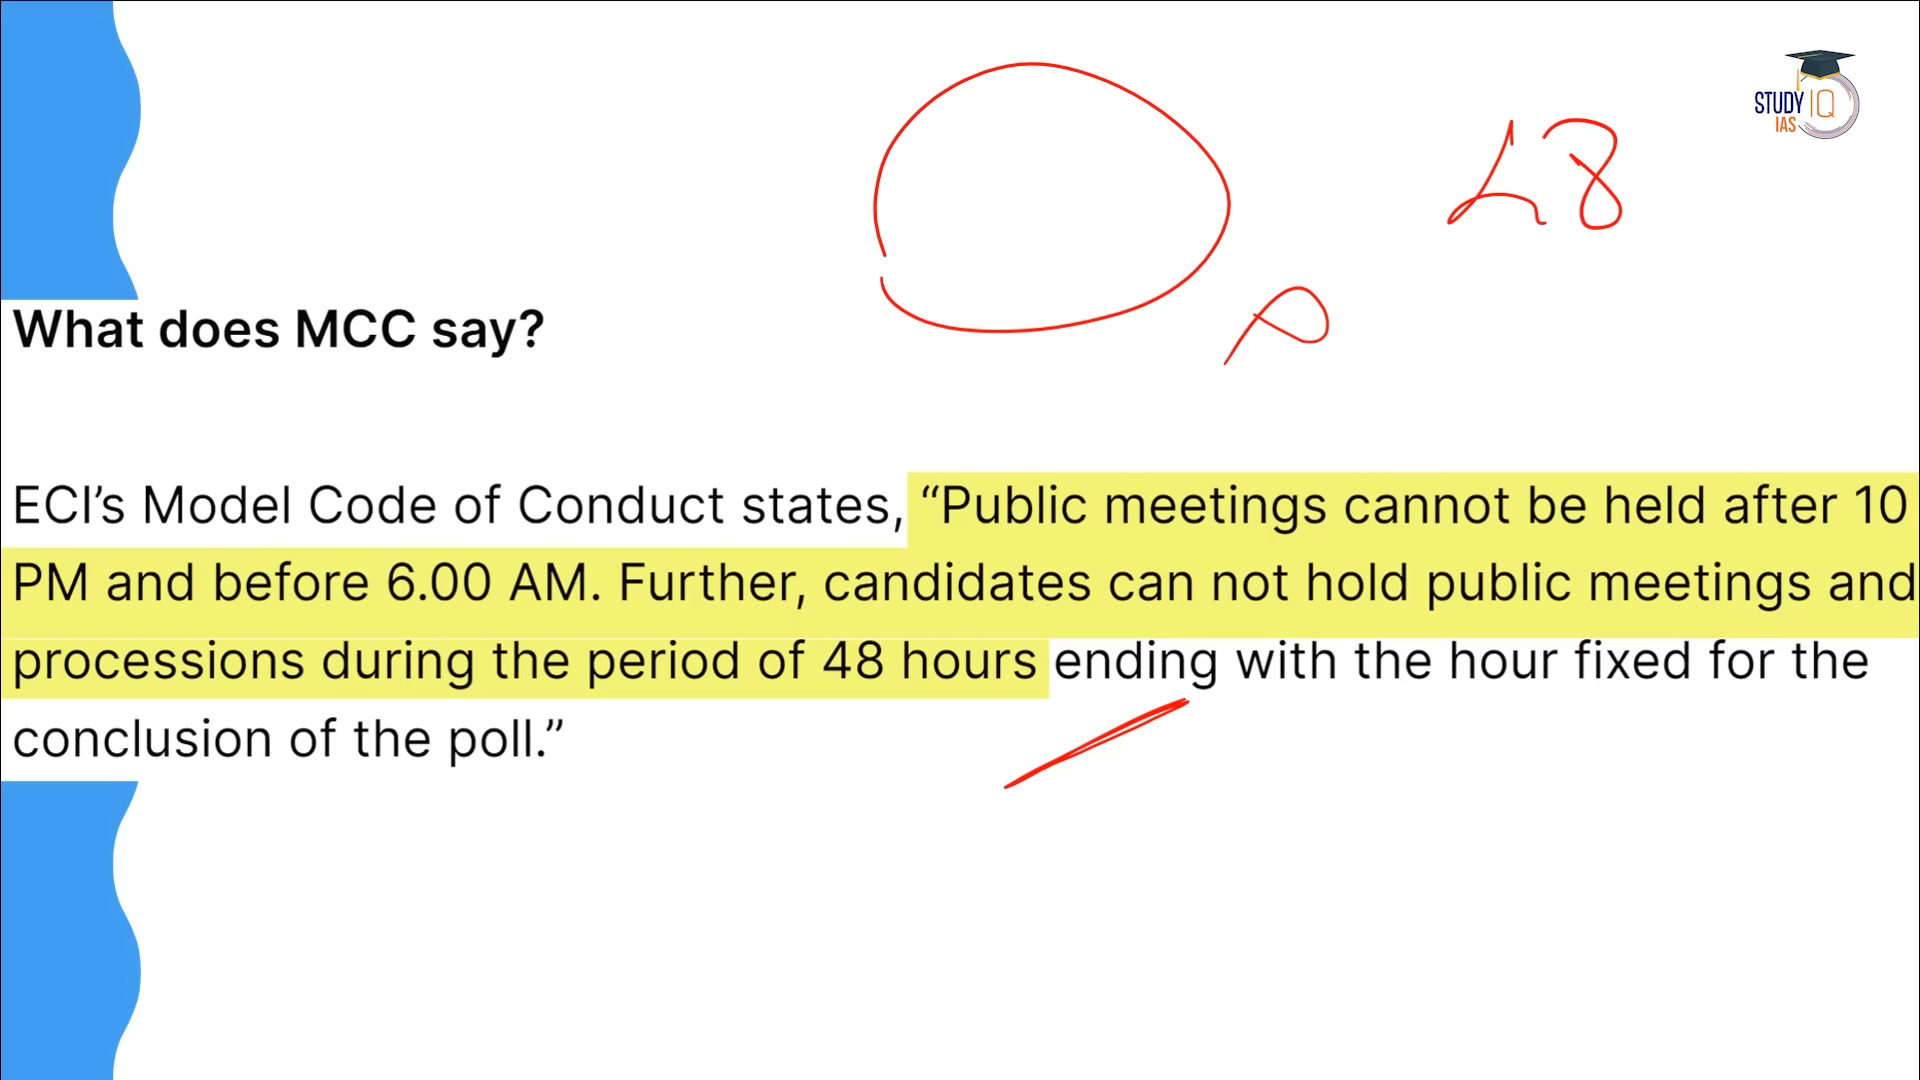 STUDY IQ
IAS
48
What does MCC say?
ECI’s Model Code of Conduct states, “Public meetings cannot be held after 10
PM and before 6.00 AM. Further, candidates can not hold public meetings and
processions during the period of 48 hours ending with the hour fixed for the
conclusion of the poll.”